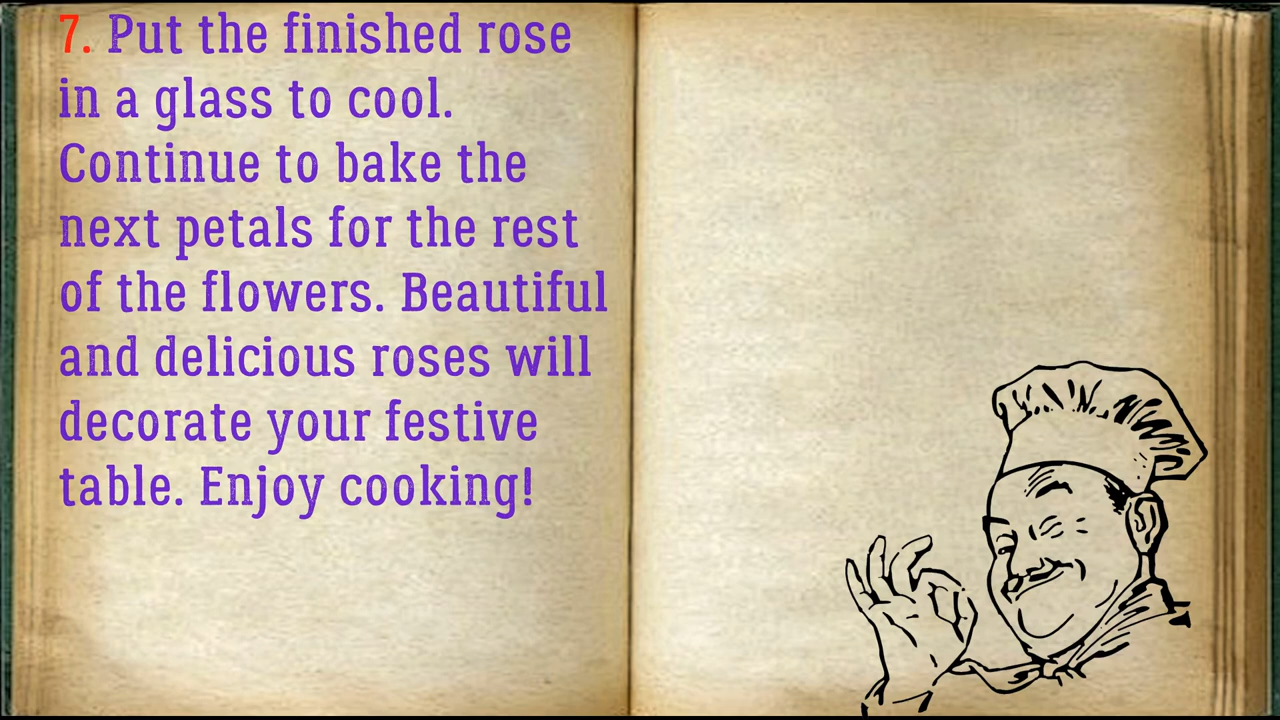 7. Put the finished rose
in a glass to cool.
Continue to bake the
next petals for the rest
of the flowers. Beautiful
and delicious roses will
decorate your festive
table. Enjoy cooking!